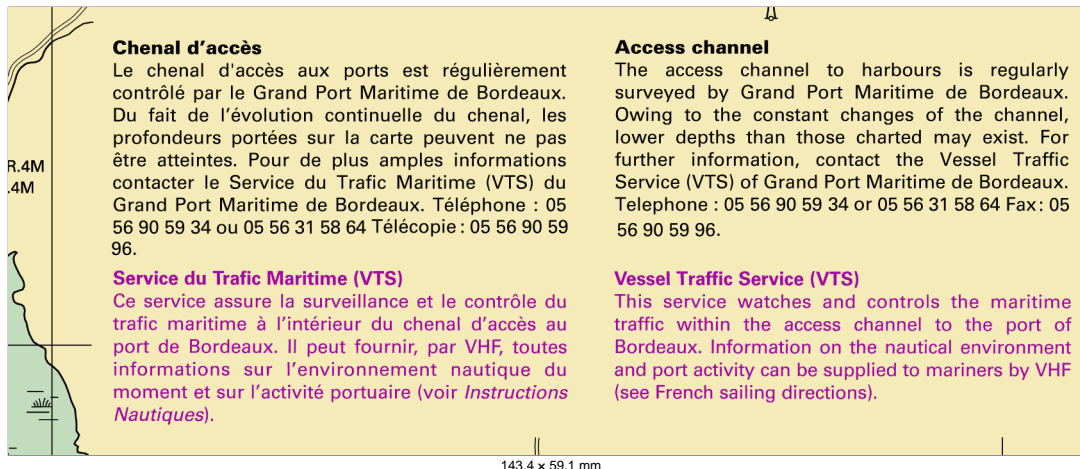 Chenal d’accès
Le chenal d'accès aux ports est régulièrement
contrôlé par le Grand Port Maritime de Bordeaux.
Du fait de l’évolution continuelle du chenal, les
profondeurs portées sur la carte peuvent ne pas
être atteintes. Pour de plus amples informations
contacter le Service du Trafic Maritime (VTS) du
Grand Port Maritime de Bordeaux. Téléphone : 05
56 90 59 34 ou 05 56 31 58 64 Télécopie : 05 56 90 59
96.
Service du Trafic Maritime (VTS)
Ce service assure la surveillance et le contrôle du
trafic maritime à l’intérieur du chenal d’accès au
port de Bordeaux. Il peut fournir, par VHF, toutes
informations sur l’environnement nautique du
moment et sur l’activité portuaire (voir Instructions
Nautiques).
Access channel
The access channel to harbours is regularly
surveyed by Grand Port Maritime de Bordeaux.
Owing to the constant changes of the channel,
lower depths than those charted may exist. For
further information, contact the Vessel Traffic
Service (VTS) of Grand Port Maritime de Bordeaux.
Telephone : 05 56 90 59 34 or 05 56 31 58 64 Fax : 05
56 90 59 96.
Vessel Traffic Service (VTS)
This service watches and controls the maritime
traffic within the access channel to the port of
Bordeaux. Information on the nautical environment
and port activity can be supplied to mariners by VHF
(see French sailing directions).
R.4M
.4M
143.4 × 59.1 mm